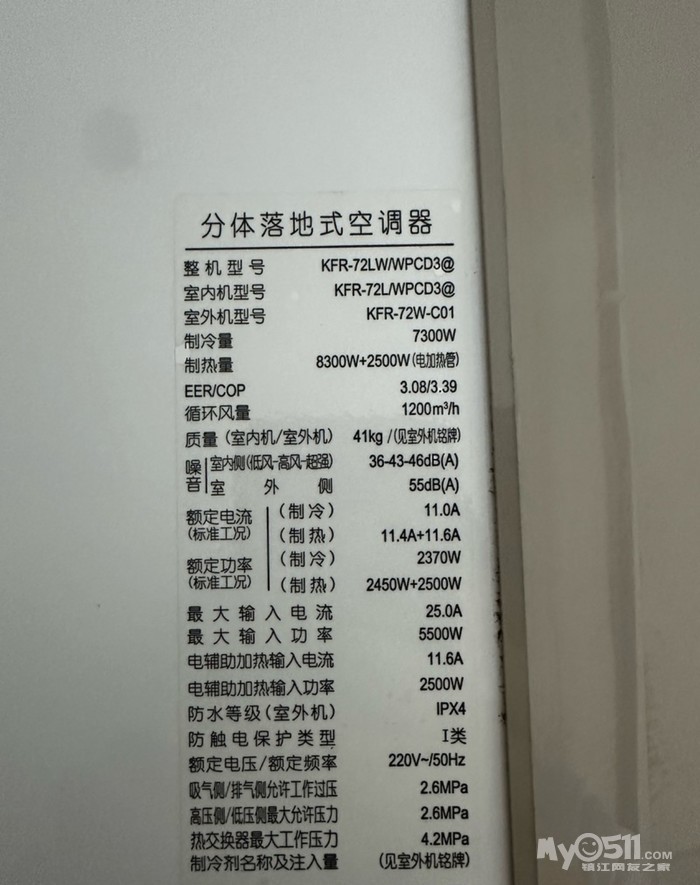 分体落地式空调器
整机型号 KFR-72LW/WPCD3@
室内机型号 KFR-72L/WPCD3@
室外机型号 KFR-72W-C01
制冷量 7300W
制热量 8300W+2500W(电加热管)
EER/COP 3.08/3.39
循环风量 1200m³/h
质量(室内机/室外机) 41kg/(见室外机铭牌)
噪音 室内侧(低风-高风-超强) 36-43-46dB(A)
室外侧 55dB(A)
额定电流(标准工况) (制冷) 11.0A
(制热) 11.4A+11.6A
额定功率(标准工况) (制冷) 2370W
(制热) 2450W+2500W
最大输入电流 25.0A
最大输入功率 5500W
电辅助加热输入电流 11.6A
电辅助加热输入功率 2500W
防水等级(室外机) IPX4
防触电保护类型 I类
额定电压/额定频率 220V~/50Hz
吸气侧/排气侧允许工作过压 2.6MPa
高压侧/低压侧最大允许压力 2.6MPa
热交换器最大工作压力 4.2MPa
制冷剂名称及注入量 (见室外机铭牌)
My0511.com
镇江网友之家